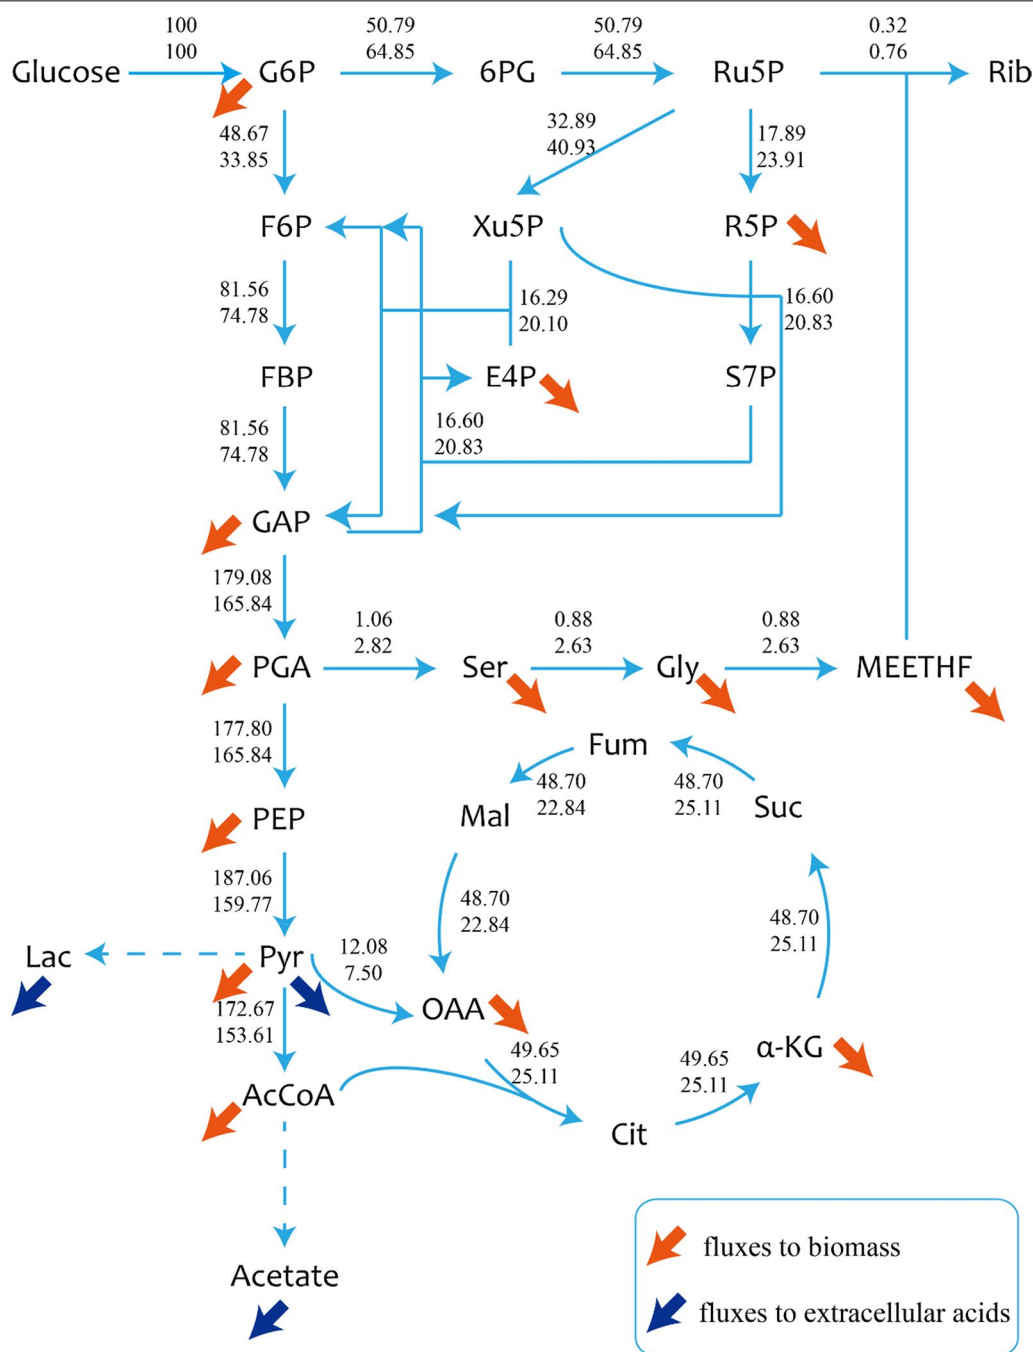 100 50.79 50.79 0.32
100 64.85 64.85 0.76
Glucose G6P 6PG Ru5P Rib
48.67 32.89 17.89
33.85 40.93 23.91
F6P Xu5P R5P
81.56 16.29 16.60
74.78 20.10 20.83
FBP E4P S7P
81.56 16.60
74.78 20.83
GAP
179.08 1.06 0.88 0.88
165.84 2.82 2.63 2.63
PGA Ser Gly MEETHF
177.80 Fum
165.84 48.70 48.70
22.84 25.11
PEP Mal Suc
187.06 48.70 48.70
159.77 22.84 25.11
Lac Pyr 12.08
7.50
172.67 OAA
153.61 49.65 49.65 α-KG
25.11 25.11
AcCoA Cit
Acetate
fluxes to biomass
fluxes to extracellular acids